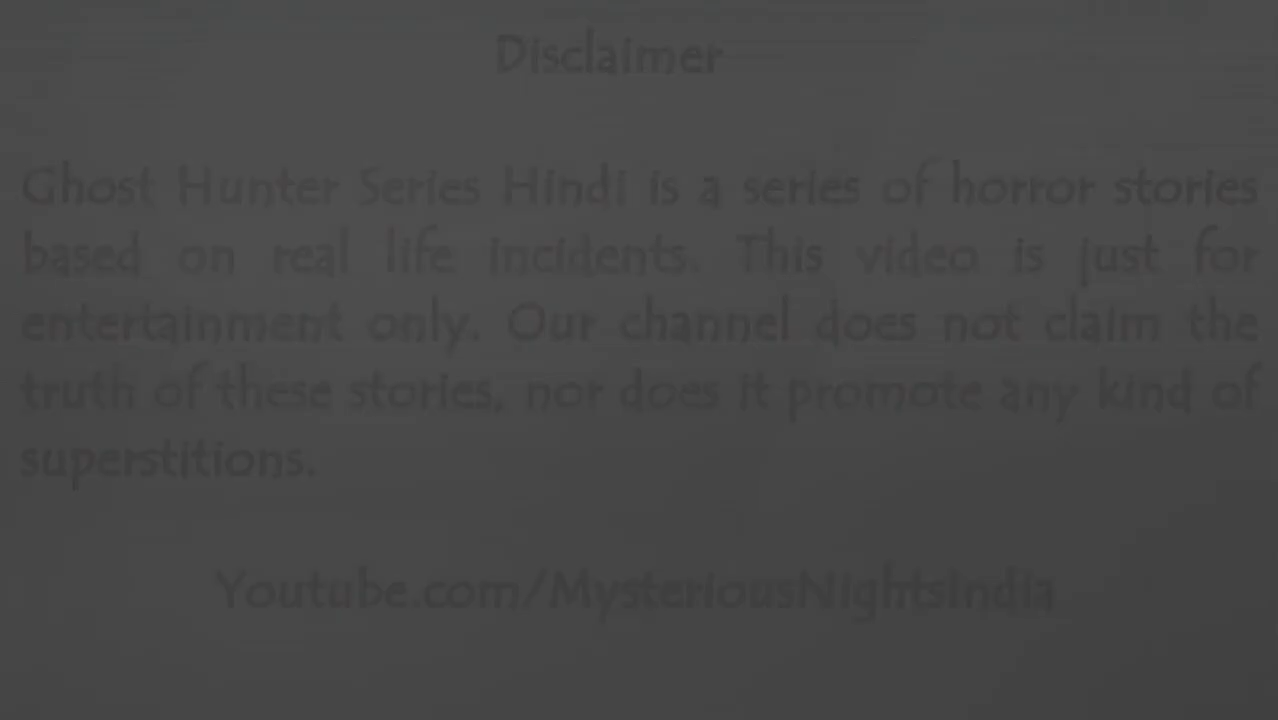 Disclaimer
Ghost Hunter Series Hindi is a series of horror stories
based on real life incidents. This video is just for
entertainment only. Our channel does not claim the
truth of these stories, nor does it promote any kind of
superstitions.
Youtube.com/MysteriousNightsIndia